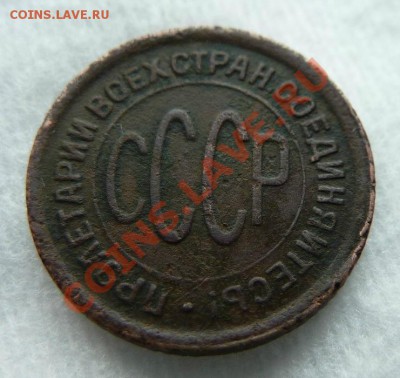 COINS.LAVE.RU
ПРОЛЕТАРИИ ВСЕХ СТРАН СОЕДИНЯЙТЕСЬ!
СССР
COINS.LAVE.RU